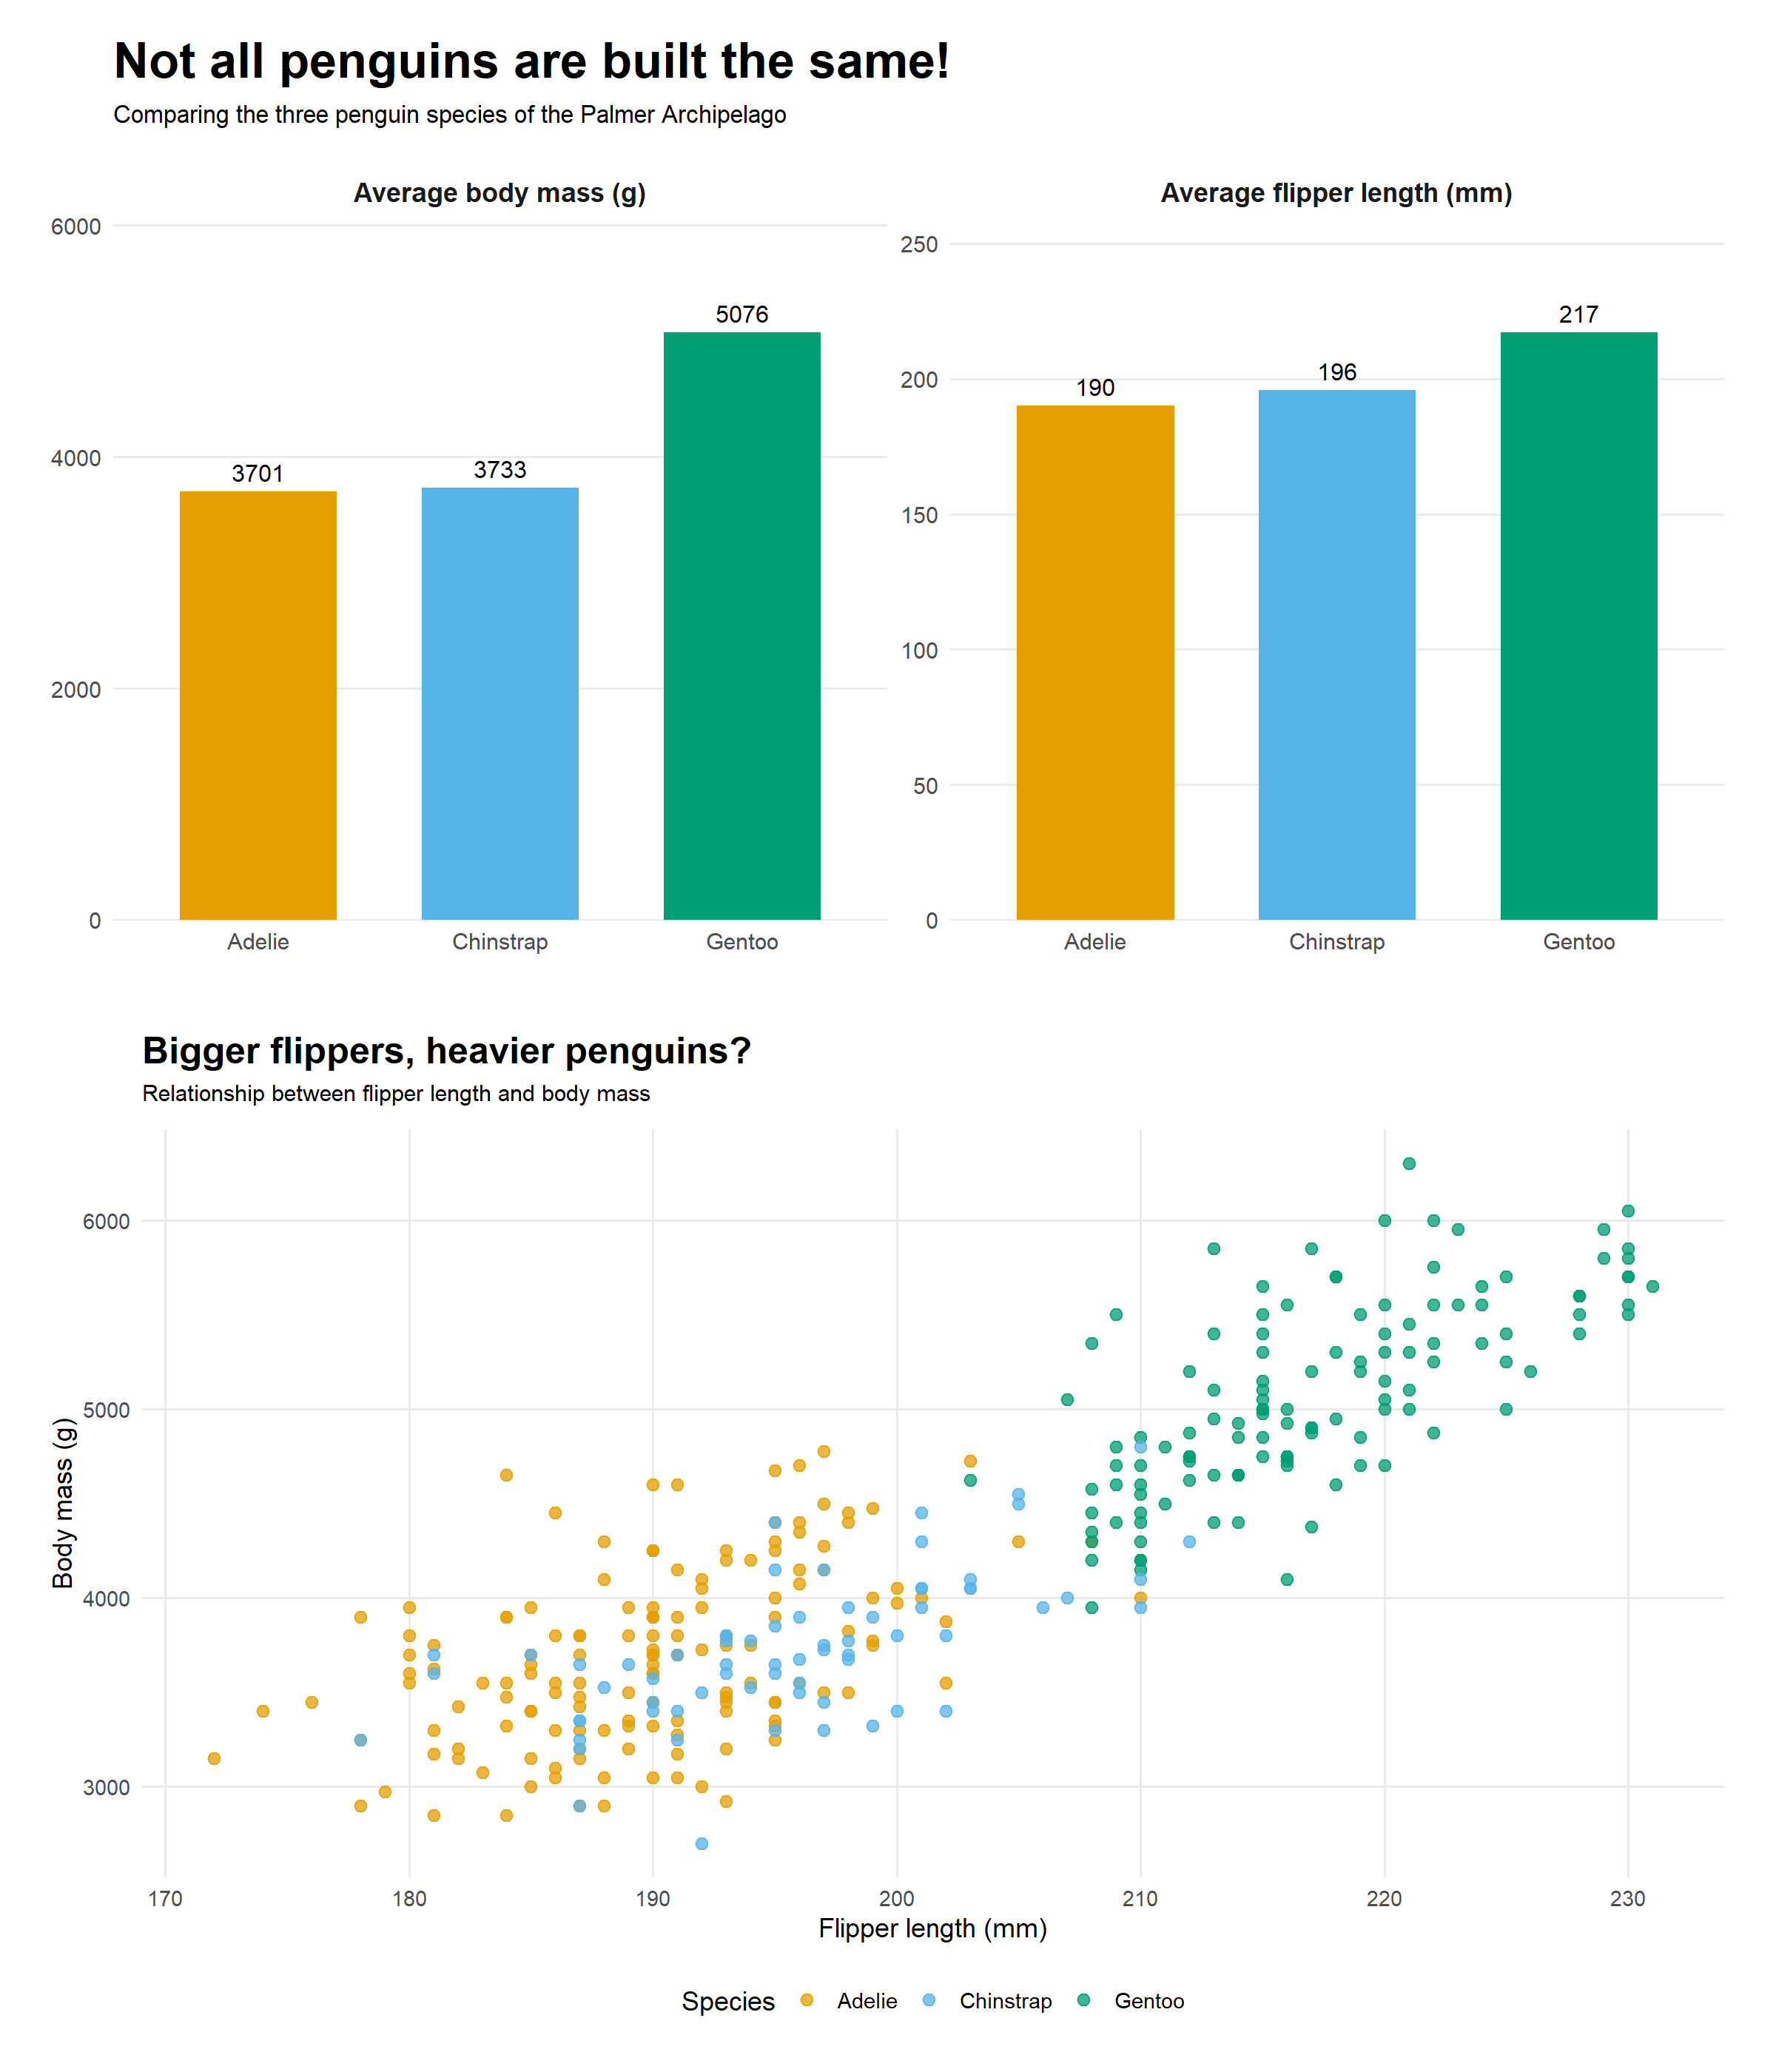 Not all penguins are built the same!
Comparing the three penguin species of the Palmer Archipelago
Average body mass (g)
6000
4000
2000
0
3701
3733
5076
Adelie
Chinstrap
Gentoo
Average flipper length (mm)
250
200
150
100
50
0
190
196
217
Adelie
Chinstrap
Gentoo
Bigger flippers, heavier penguins?
Relationship between flipper length and body mass
Body mass (g)
6000
5000
4000
3000
170 180 190 200 210 220 230
Flipper length (mm)
Species Adelie Chinstrap Gentoo